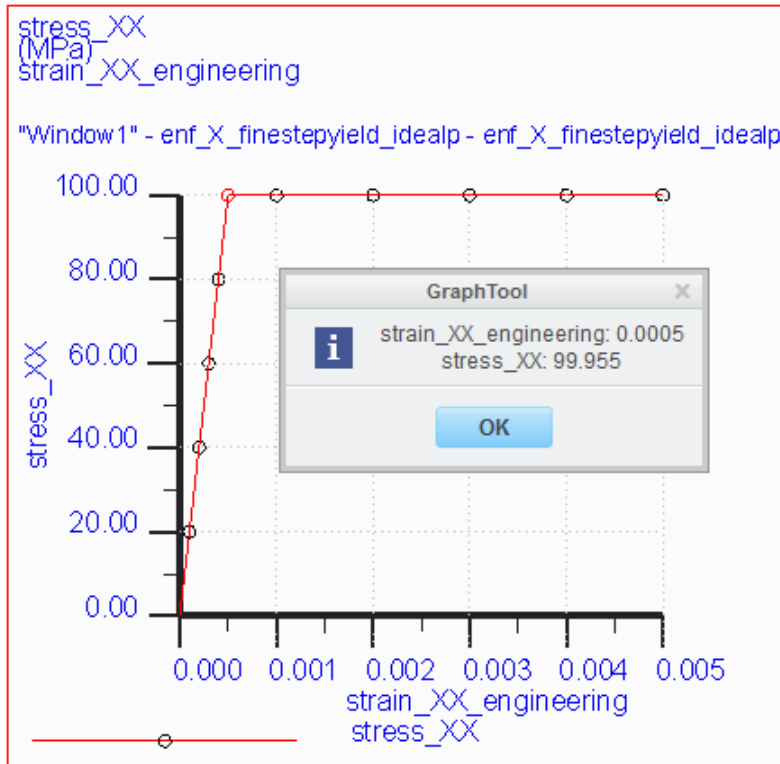 stress_XX
(MPa)
strain_XX_engineering
"Window1" - enf_X_finestepyield_idealp - enf_X_finestepyield_idealp
100.00
80.00
60.00
40.00
20.00
0.00
stress_XX
GraphTool
i
strain_XX_engineering: 0.0005
stress_XX: 99.955
OK
0.000 0.001 0.002 0.003 0.004 0.005
strain_XX_engineering
stress_XX